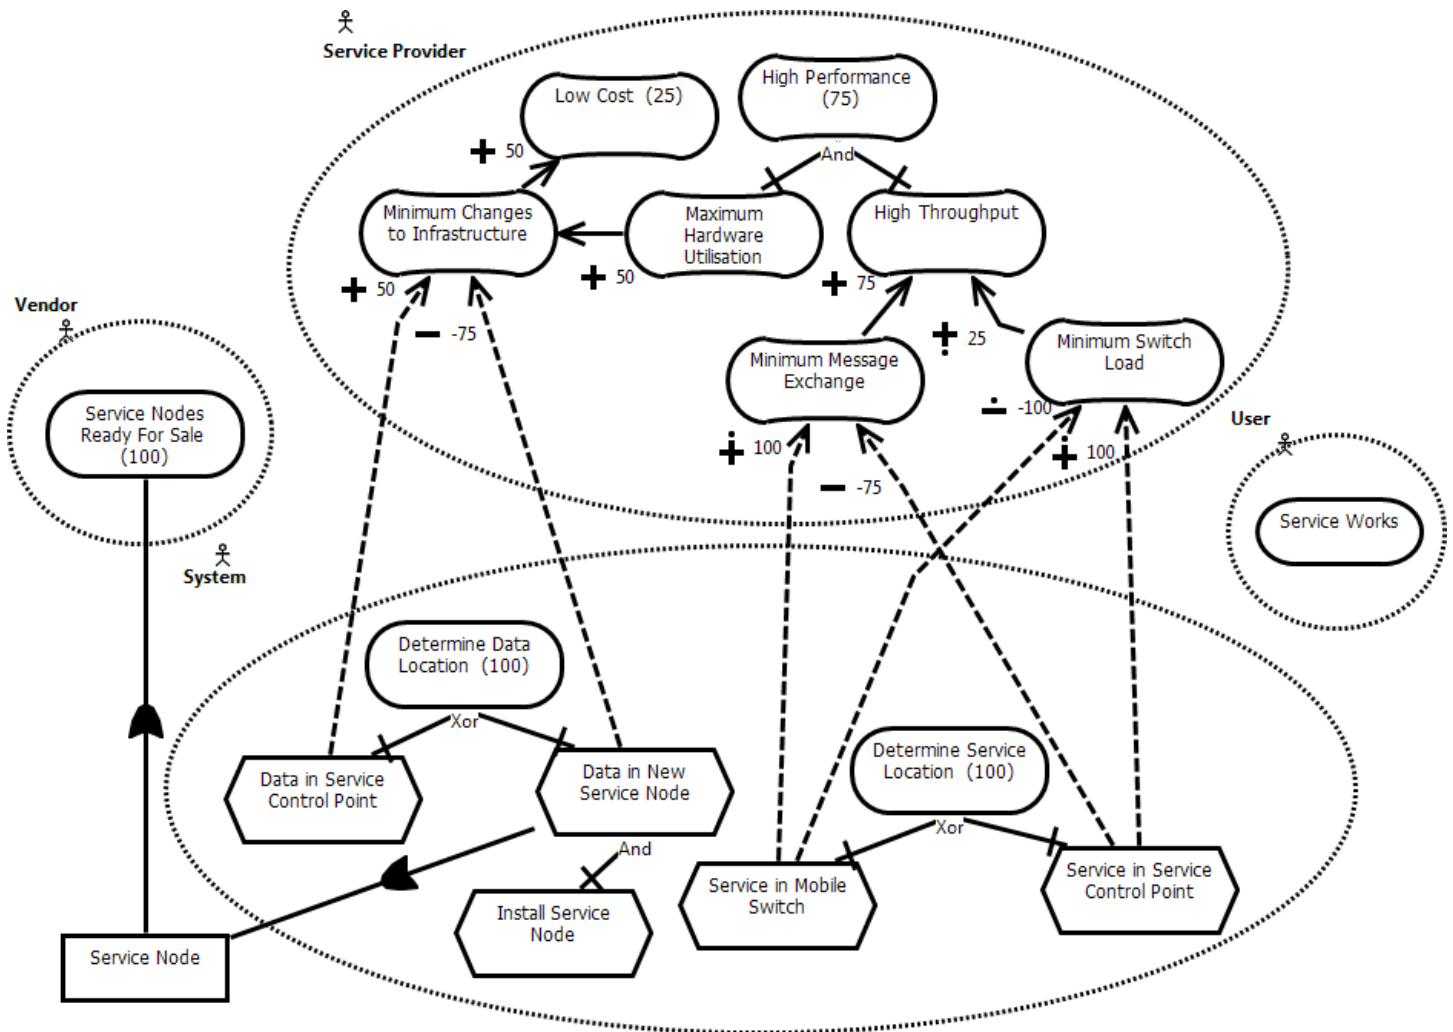 Service Provider
Low Cost (25)
High Performance
(75)
And
50
Minimum Changes
to Infrastructure
Maximum
Hardware
Utilisation
High Throughput
50
50
75
-75
25
Minimum Message
Exchange
Minimum Switch
Load
Vendor
Service Nodes
Ready For Sale
(100)
-100
100
100
-75
User
Service Works
System
Determine Data
Location (100)
Xor
Data in Service
Control Point
Data in New
Service Node
And
Install Service
Node
Determine Service
Location (100)
Xor
Service in Mobile
Switch
Service in Service
Control Point
Service Node